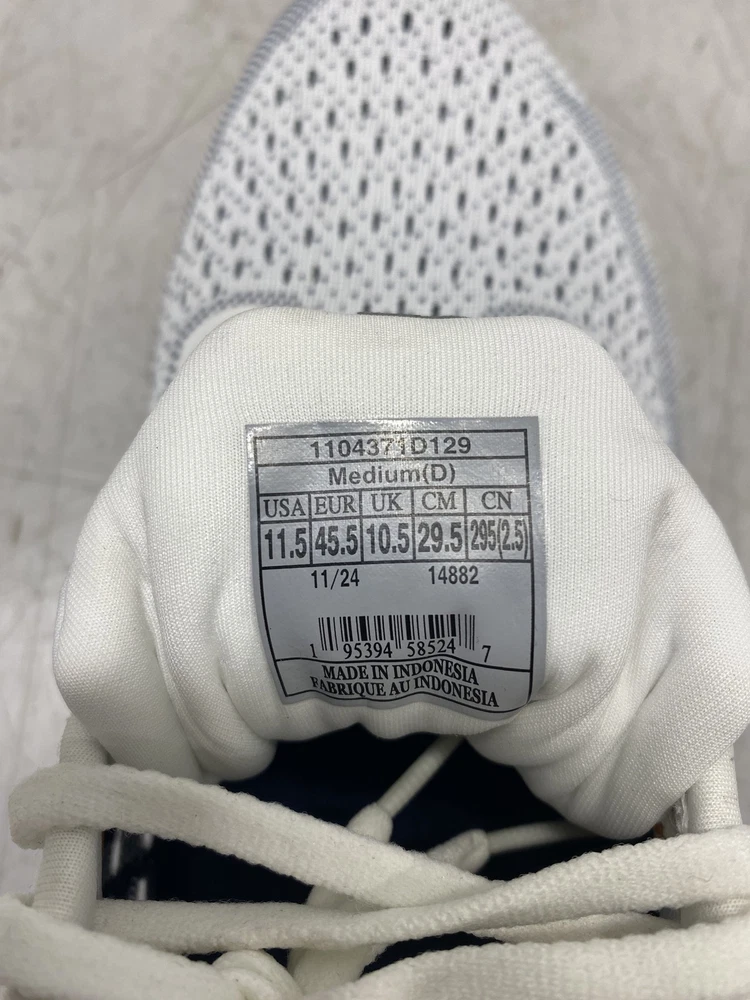 1104371D129
Medium(D)
USA EUR UK CM CN
11.5 45.5 10.5 29.5 295(2.5)
11/24 14882
1 95394 58524 7
MADE IN INDONESIA
FABRIQUE AU INDONESIA